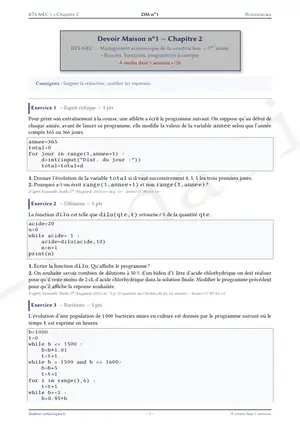 BTS MEC 1 • Chapitre 2
DM n°1
Devoir Maison n°1 – Chapitre 2
BTS MEC – Management économique de la construction – 1ère année
• Boucles, fonctions, programmes à corriger
À rendre dans 1 semaine •
Consignes : Soigner la rédaction ; justifier les réponses.
Exercice 1 – Esprit critique – 5 pts
Pour gérer son entraînement à la course, une athlète a écrit le programme suivant. On suppose qu'au début de
chaque année, avant de lancer ce programme, elle modifie la valeur de la variable annee selon que l'année
compte 365 ou 366 jours.
annee=365
total=0
for jour in range(1,annee+1) :
d=int(input("Dist. du jour :"))
total=total+d
1. Donner l'évolution de la variable total si d vaut successivement 4, 5, 5 les trois premiers jours.
2. Pourquoi a-t-on écrit range(1,annee+1) et non range(1,annee) ?
Exercice 2 – Dilutions – 5 pts
La fonction dilu est telle que dilu(qte,t) retourne t % de la quantité qte.
acide=20
n=0
while acide> 1 :
acide=dilu(acide,10)
n=n+1
print(n)
1. Écrire la fonction dilu. Qu'affiche le programme ?
2. On souhaite savoir combien de dilutions à 50 % d'un bidon d'1 litre d'acide chlorhydrique on doit réaliser
pour qu'il reste moins de 2 cL d'acide chlorhydrique dans la solution finale. Modifier le programme précédent
pour qu'il affiche la réponse souhaitée.
Exercice 3 – Bactéries – 5 pts
L'évolution d'une population de 1000 bactéries mises en culture est donnée par le programme suivant où le
temps t est exprimé en heures.
b=1000
t=0
while b <= 1500 :
b=b*1.01
t=t+1
while b > 1500 and b <= 1600:
b=b+5
t=t+1
for i in range(1,6) :
t=t+1
while b>=1 :
b=0.95*b
- 1 -
À rendre dans 1 semaine